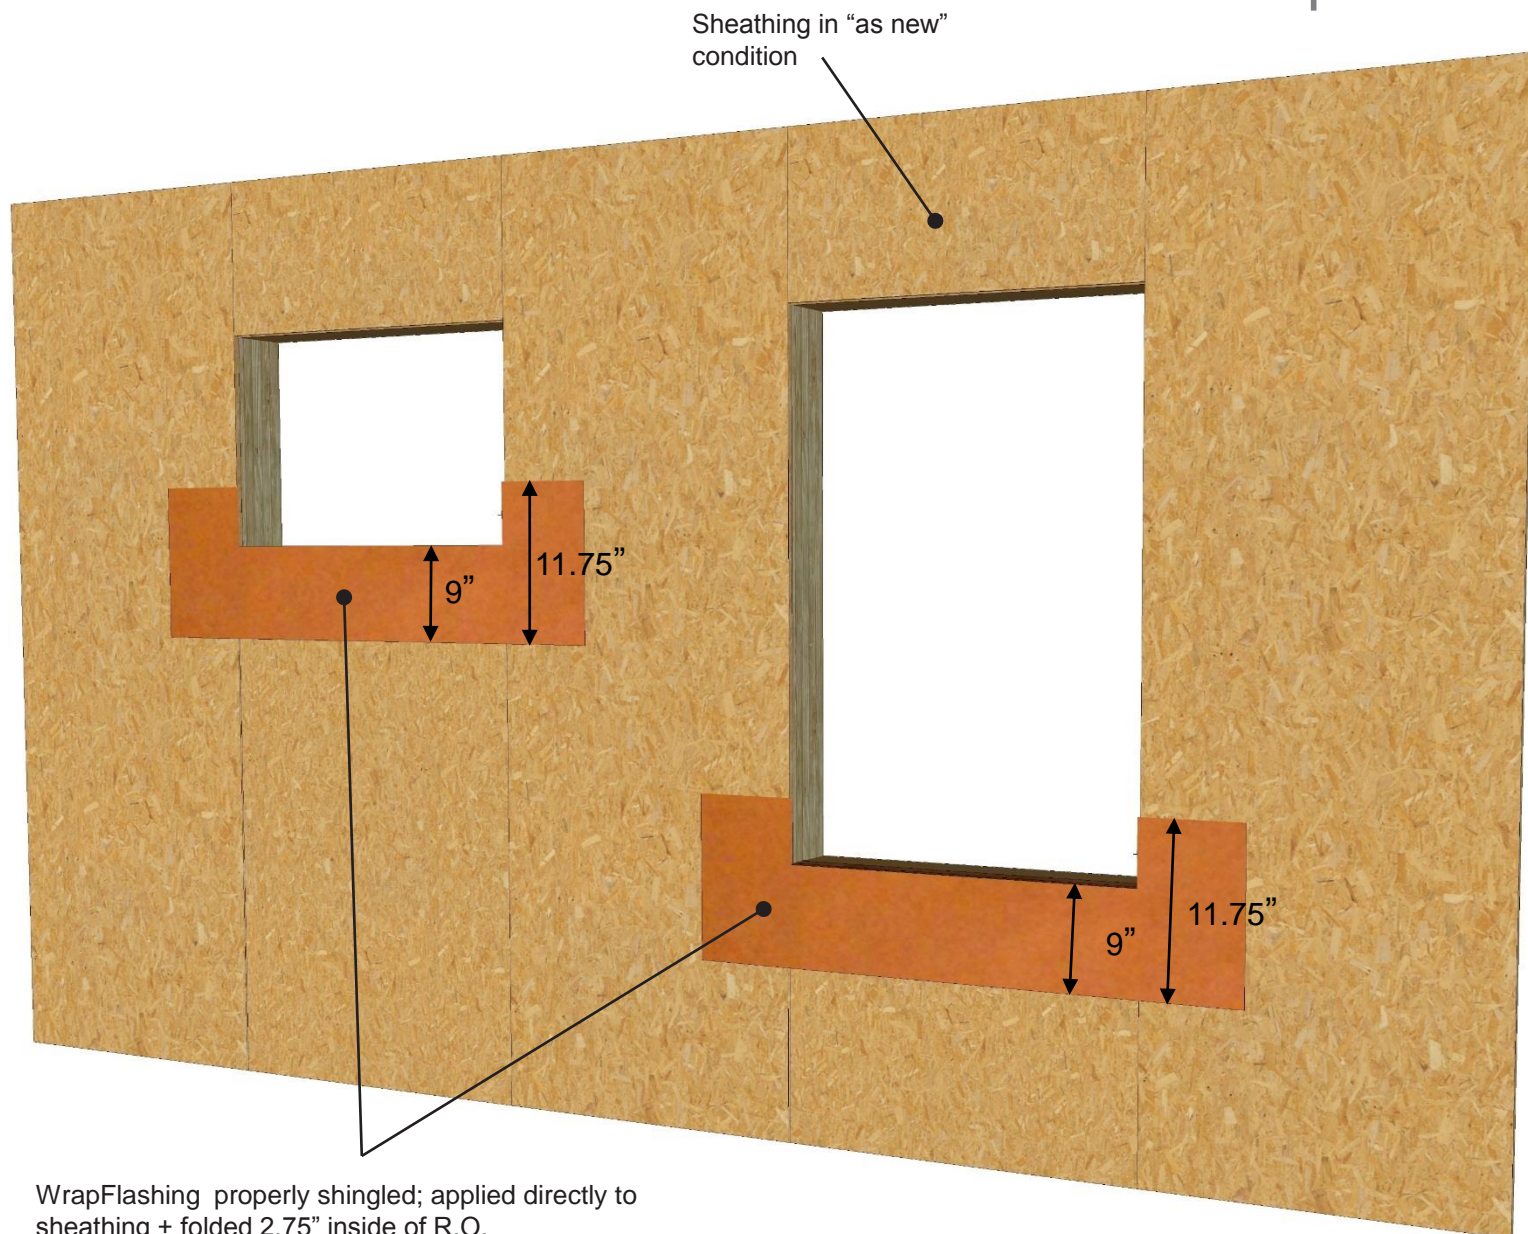 Sheathing in “as new”
condition
11.75”
9”
11.75”
9”
WrapFlashing properly shingled; applied directly to
sheathing + folded 2.75” inside of R.O.